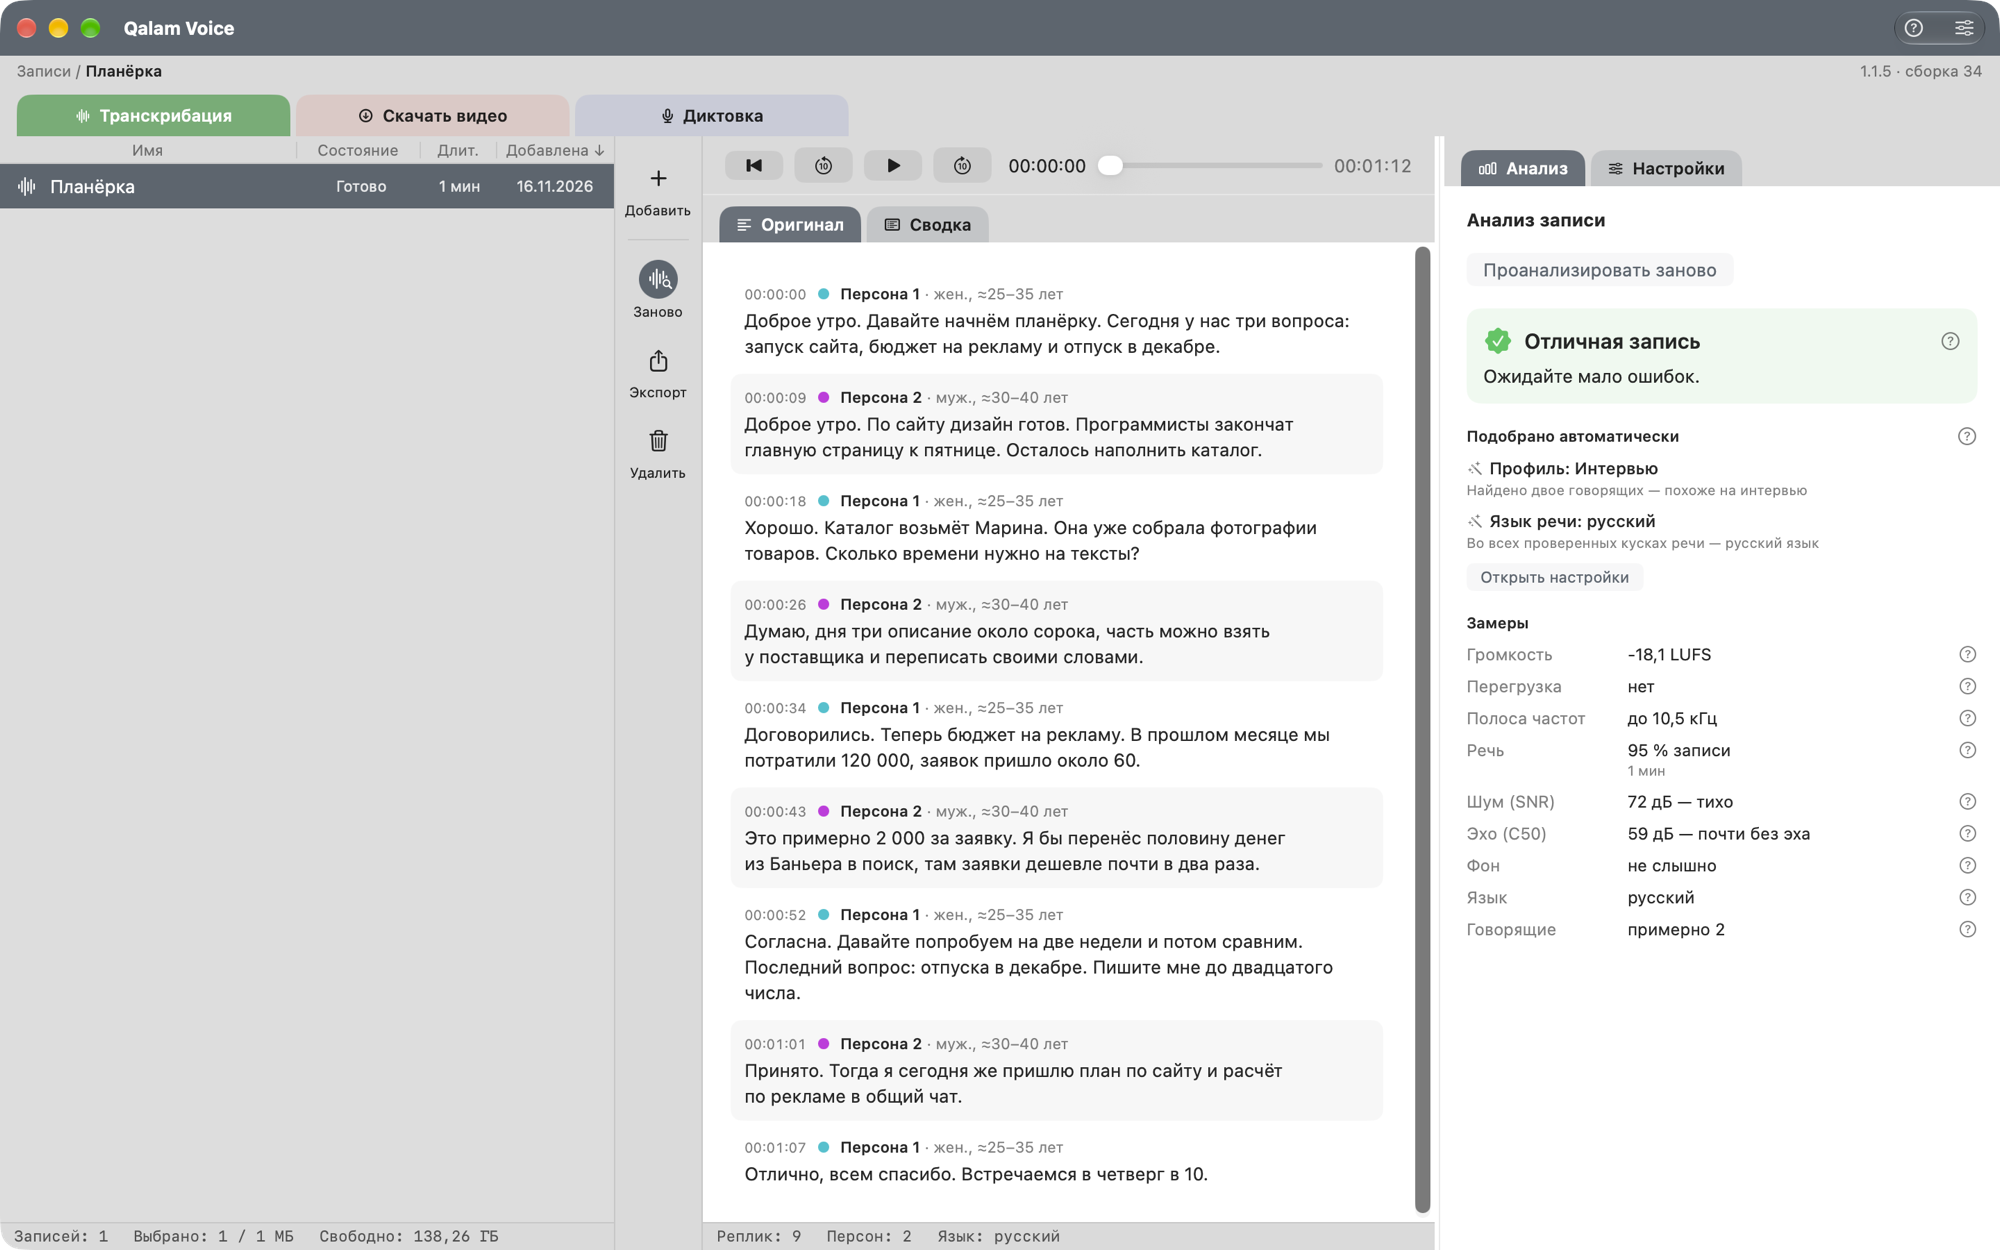 Qalam Voice
Записи / Планёрка
1.1.5 · сборка 34
Транскрибация
Скачать видео
Диктовка
Имя Состояние Длит. Добавлена ↓
Планёрка Готово 1 мин 16.11.2026
Добавить
Заново
Экспорт
Удалить
10
10
00:00:00
00:01:12
Оригинал
Сводка
00:00:00 Персона 1 · жен., ≈25–35 лет
Доброе утро. Давайте начнём планёрку. Сегодня у нас три вопроса:
запуск сайта, бюджет на рекламу и отпуск в декабре.
00:00:09 Персона 2 · муж., ≈30–40 лет
Доброе утро. По сайту дизайн готов. Программисты закончат
главную страницу к пятнице. Осталось наполнить каталог.
00:00:18 Персона 1 · жен., ≈25–35 лет
Хорошо. Каталог возьмёт Марина. Она уже собрала фотографии
товаров. Сколько времени нужно на тексты?
00:00:26 Персона 2 · муж., ≈30–40 лет
Думаю, дня три описание около сорока, часть можно взять
у поставщика и переписать своими словами.
00:00:34 Персона 1 · жен., ≈25–35 лет
Договорились. Теперь бюджет на рекламу. В прошлом месяце мы
потратили 120 000, заявок пришло около 60.
00:00:43 Персона 2 · муж., ≈30–40 лет
Это примерно 2 000 за заявку. Я бы перенёс половину денег
из Баньера в поиск, там заявки дешевле почти в два раза.
00:00:52 Персона 1 · жен., ≈25–35 лет
Согласна. Давайте попробуем на две недели и потом сравним.
Последний вопрос: отпуска в декабре. Пишите мне до двадцатого
числа.
00:01:01 Персона 2 · муж., ≈30–40 лет
Принято. Тогда я сегодня же пришлю план по сайту и расчёт
по рекламе в общий чат.
00:01:07 Персона 1 · жен., ≈25–35 лет
Отлично, всем спасибо. Встречаемся в четверг в 10.
Анализ
Настройки
Анализ записи
Проанализировать заново
Отличная запись
Ожидайте мало ошибок.
Подобрано автоматически
Профиль: Интервью
Найдено двое говорящих — похоже на интервью
Язык речи: русский
Во всех проверенных кусках речи — русский язык
Открыть настройки
Замеры
Громкость -18,1 LUFS
Перегрузка нет
Полоса частот до 10,5 кГц
Речь 95 % записи
1 мин
Шум (SNR) 72 дБ — тихо
Эхо (C50) 59 дБ — почти без эха
Фон не слышно
Язык русский
Говорящие примерно 2
Записей: 1 Выбрано: 1 / 1 МБ Свободно: 138,26 ГБ
Реплик: 9 Персон: 2 Язык: русский